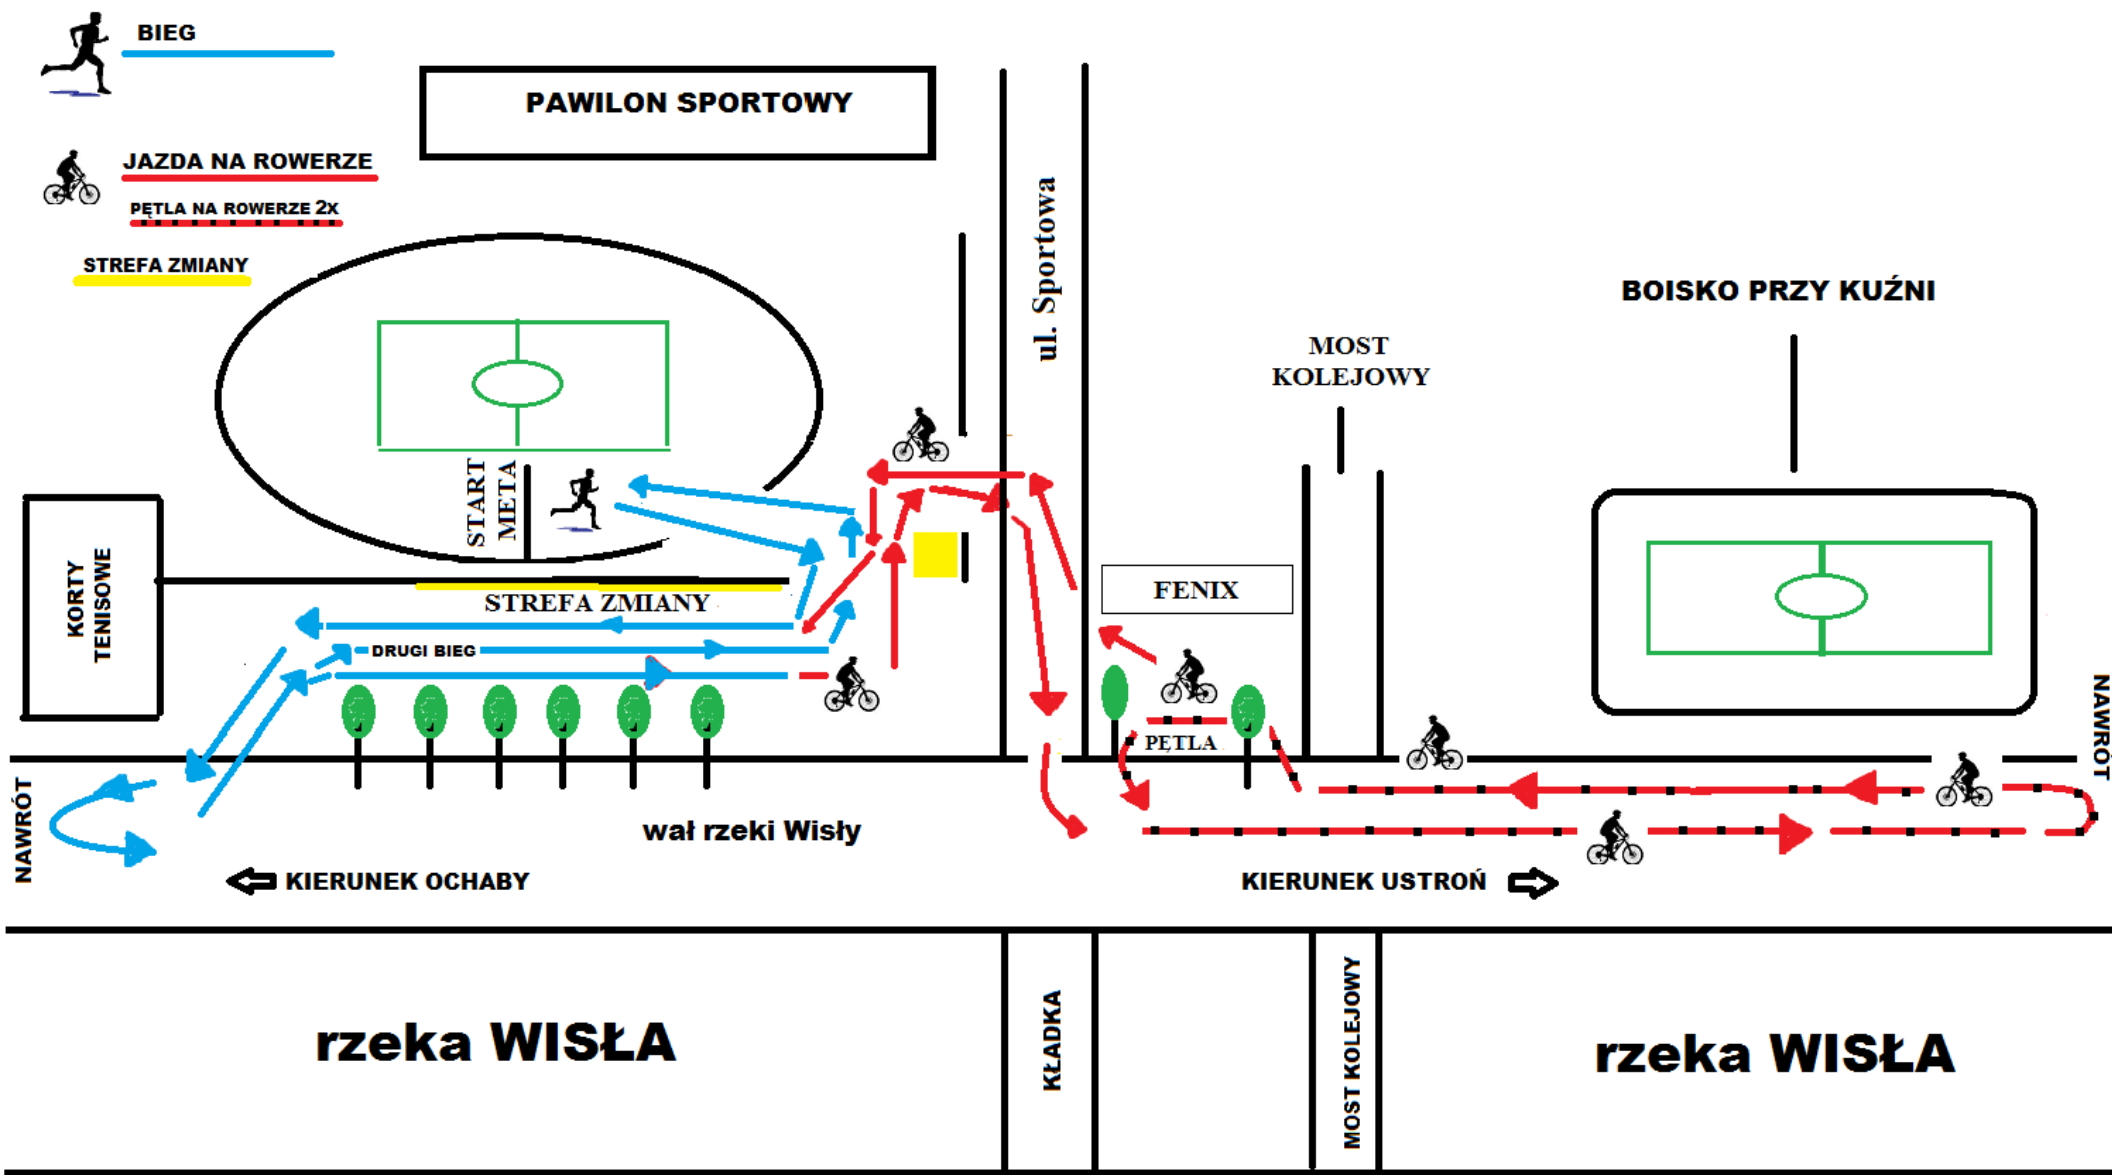 BIEG
JAZDA NA ROWERZE
PĘTLA NA ROWERZE 2x
STREFA ZMIANY
PAWILON SPORTOWY
ul. Sportowa
BOISKO PRZY KUŹNI
MOST
KOLEJOWY
START
META
KORTY
TENISOWE
STREFA ZMIANY
DRUGI BIEG
FENIX
PĘTLA
NAWRÓT
NAWRÓT
wał rzeki Wisły
KIERUNEK OCHABY
KIERUNEK USTROŃ
rzeka WISŁA
KŁADKA
MOST KOLEJOWY
rzeka WISŁA